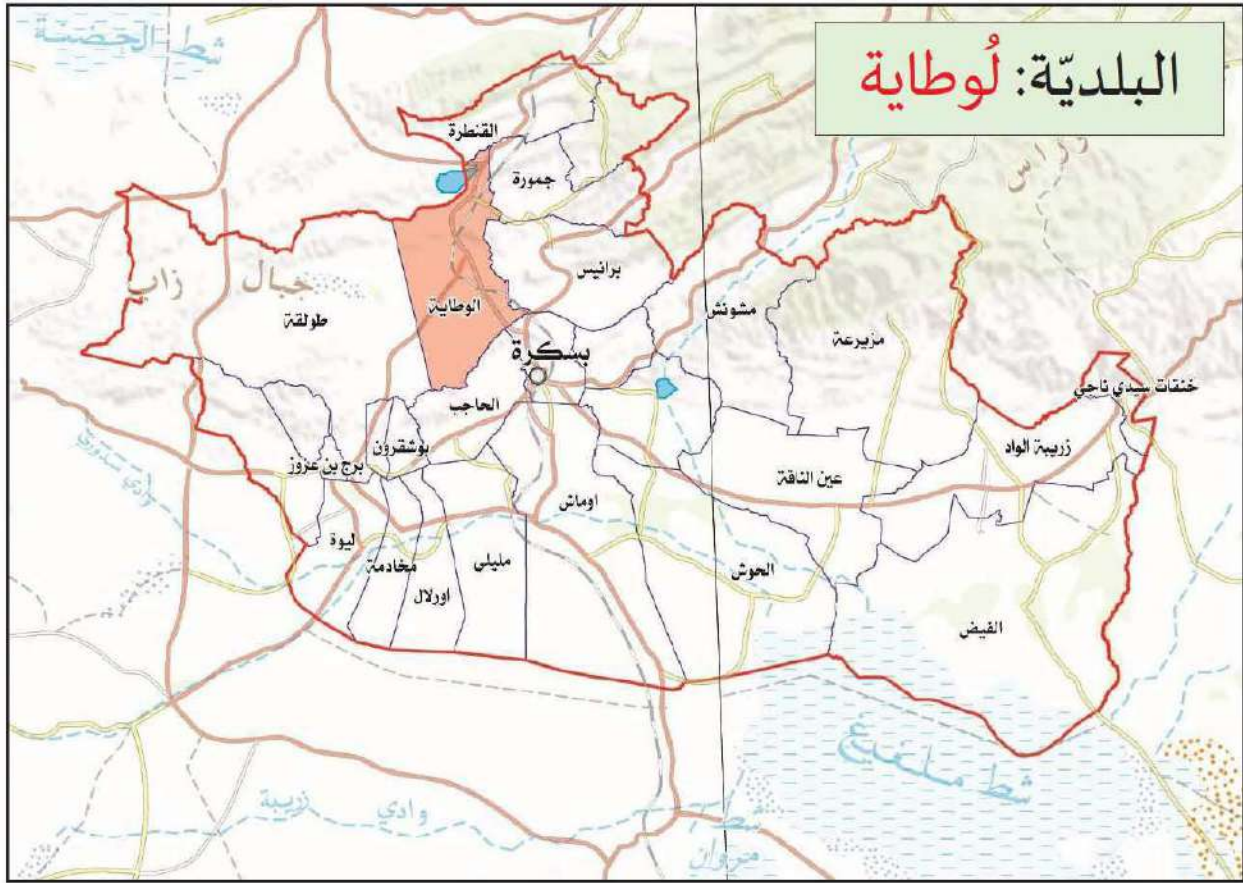 البلديّة: لُوطاية
شط الحضنة
القنطرة
جمورة
جبال زاب
طولقة
الوطاية
برانيس
مشونش
مزيرعة
بسكرة
خنقات سيدي ناجي
الحاجب
بوشقرون
برج بن عزوز
زريبة الواد
عين الناقة
اوماش
ليوة
مخادمة
اورلال
مليلي
الحوش
الفيض
شط ملغيغ
وادي زريبة
شط
مروان